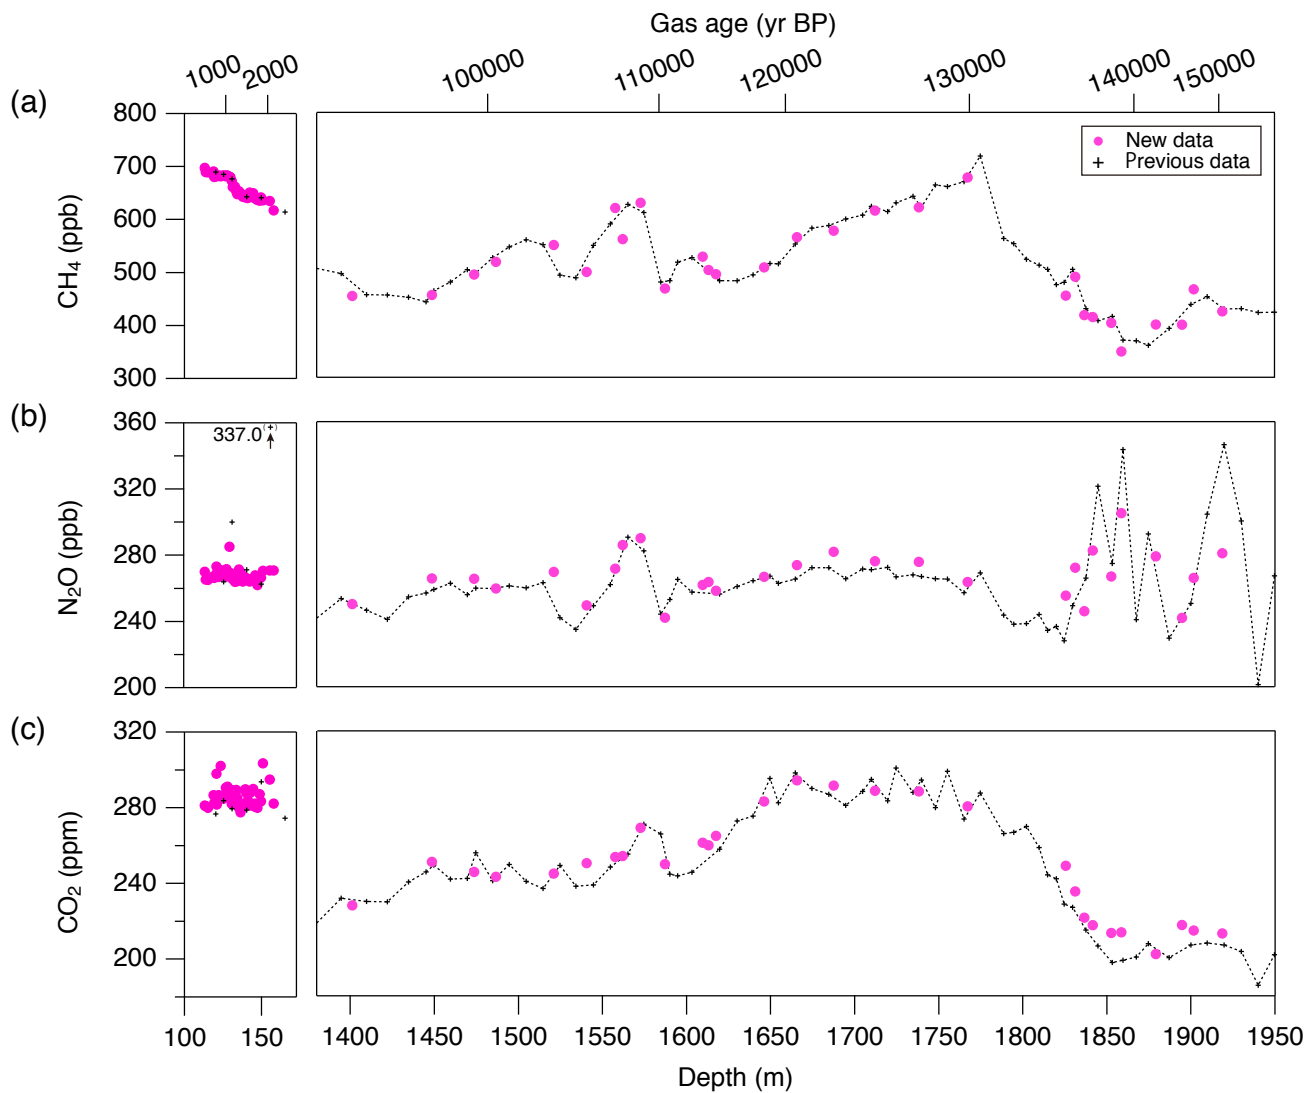 Gas age (yr BP)
1000 2000 100000 110000 120000 130000 140000 150000
(a)
CH₄ (ppb)
800
700
600
500
400
300
New data
Previous data
(b)
N₂O (ppb)
360
320
280
240
200
337.0 (+)
(c)
CO₂ (ppm)
320
280
240
200
100 150 1400 1450 1500 1550 1600 1650 1700 1750 1800 1850 1900 1950
Depth (m)